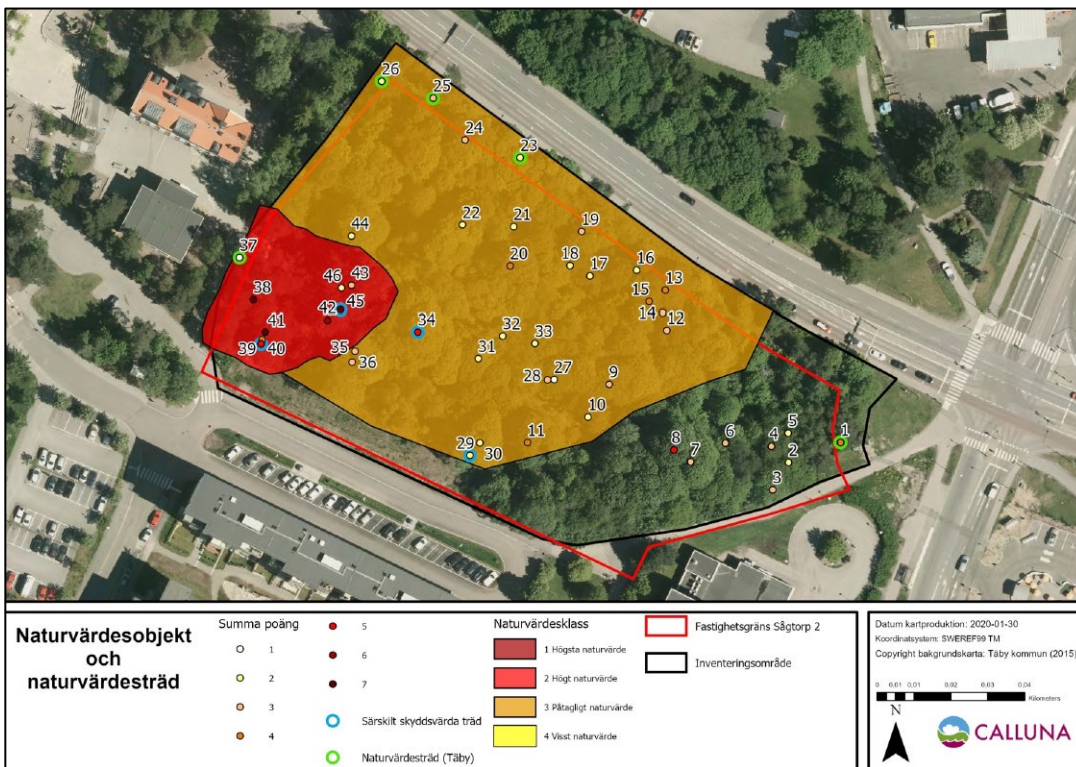 26
25
24
23
22
21
19
44
37
20
18
17
16
13
46
43
15
38
42
45
14
12
41
34
32
33
39
40
35
36
31
28
27
9
10
29
30
11
8
7
6
4
5
1
2
3
Naturvärdesobjekt
och
naturvärdesträd
Summa poäng
1
2
3
4
5
6
7
Särskilt skyddsvärda träd
Naturvärdesträd (Täby)
Naturvärdesklass
1 Högsta naturvärde
2 Högt naturvärde
3 Påtagligt naturvärde
4 Visst naturvärde
Fastighetsgräns Sågtorp 2
Inventeringsområde
Datum kartproduktion: 2020-01-30
Koordinatsystem: SWEREF99 TM
Copyright bakgrundskarta: Täby kommun (2015)
0 0,01 0,01 0,02 0,03 0,04
Kilometers
N
CALLUNA